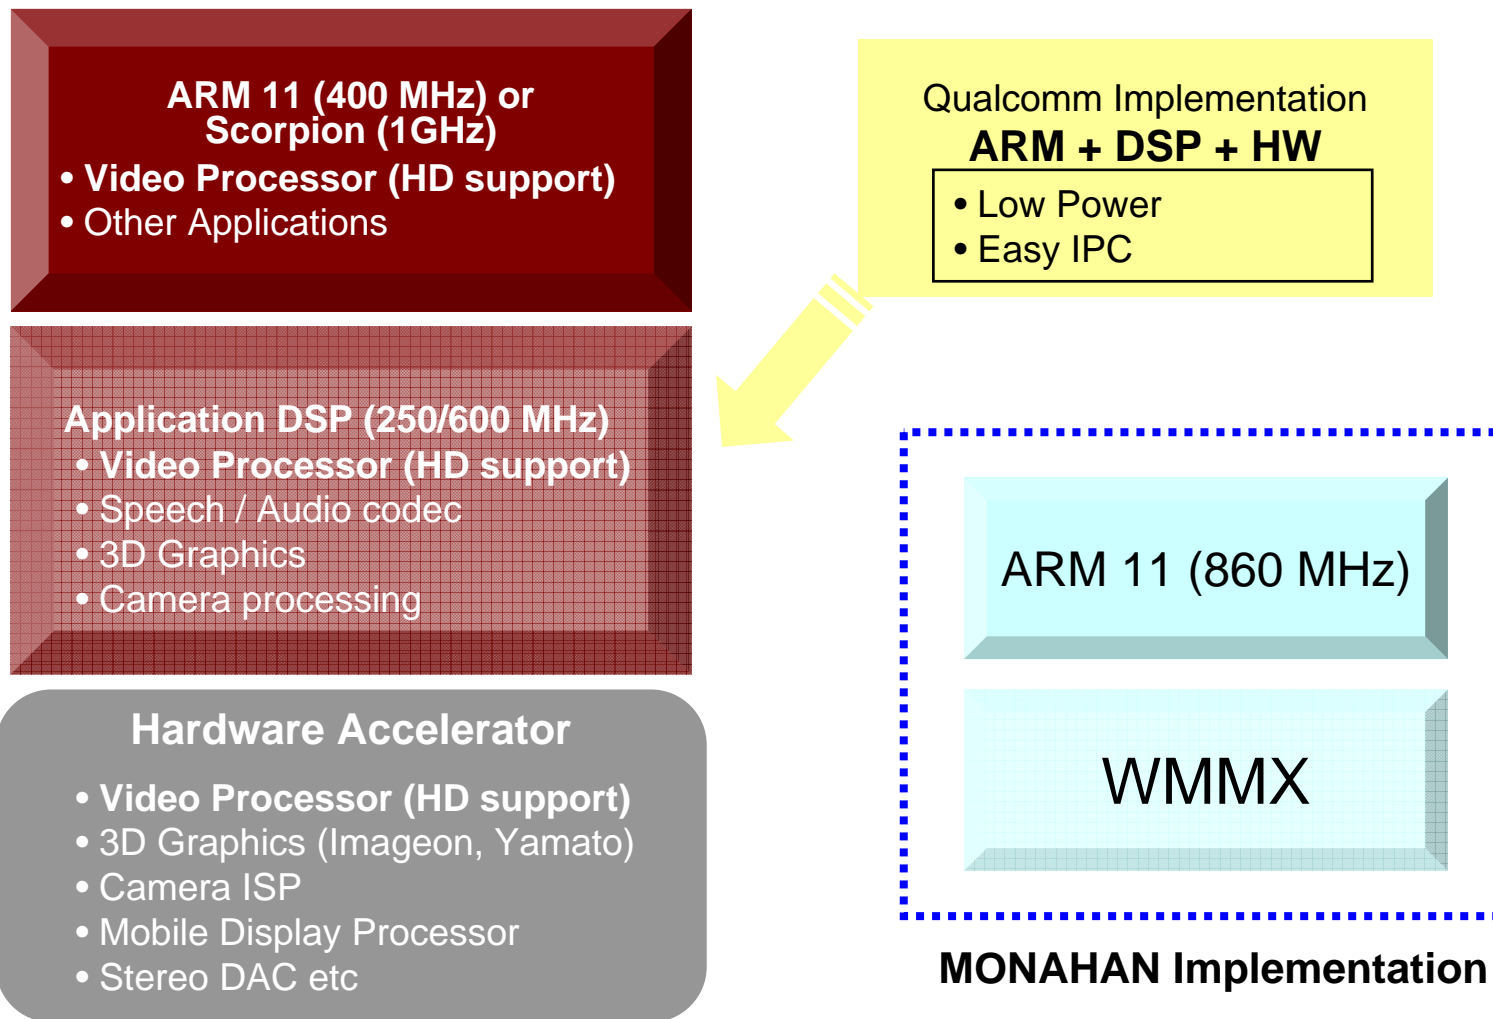 ARM 11 (400 MHz) or
Scorpion (1GHz)
• Video Processor (HD support)
• Other Applications
Application DSP (250/600 MHz)
• Video Processor (HD support)
• Speech / Audio codec
• 3D Graphics
• Camera processing
Hardware Accelerator
• Video Processor (HD support)
• 3D Graphics (Imageon, Yamato)
• Camera ISP
• Mobile Display Processor
• Stereo DAC etc
Qualcomm Implementation
ARM + DSP + HW
• Low Power
• Easy IPC
ARM 11 (860 MHz)
WMMX
MONAHAN Implementation